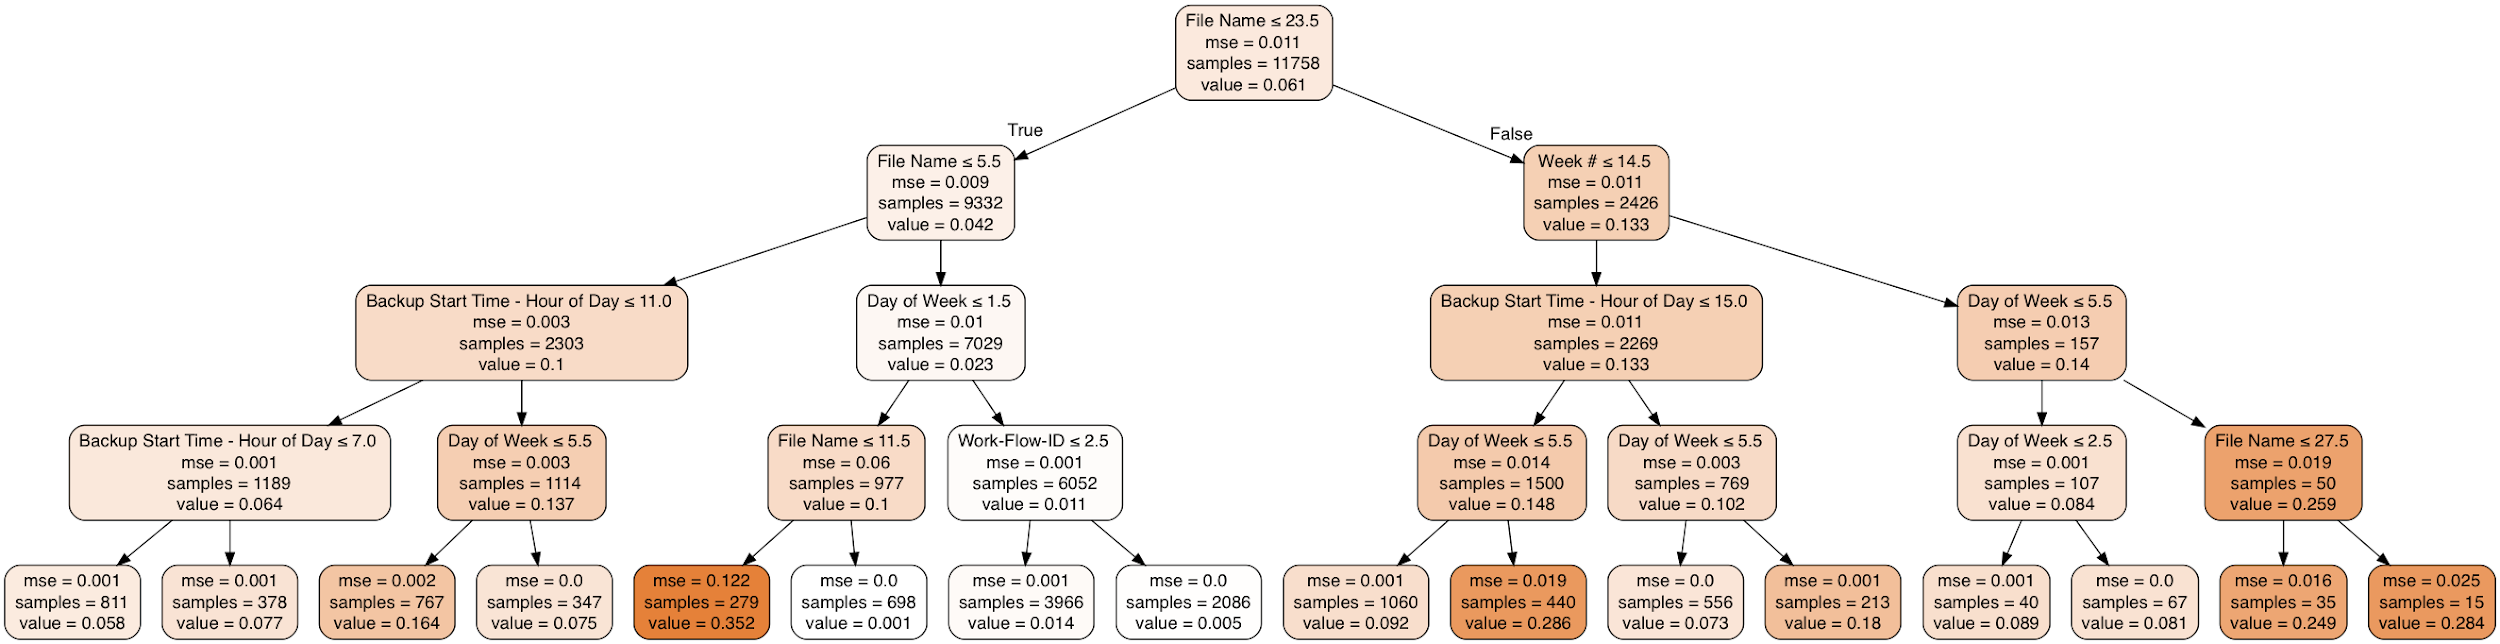 File Name ≤ 23.5
mse = 0.011
samples = 11758
value = 0.061
True
False
File Name ≤ 5.5
mse = 0.009
samples = 9332
value = 0.042
Week # ≤ 14.5
mse = 0.011
samples = 2426
value = 0.133
Backup Start Time - Hour of Day ≤ 11.0
mse = 0.003
samples = 2303
value = 0.1
Day of Week ≤ 1.5
mse = 0.01
samples = 7029
value = 0.023
Backup Start Time - Hour of Day ≤ 15.0
mse = 0.011
samples = 2269
value = 0.133
Day of Week ≤ 5.5
mse = 0.013
samples = 157
value = 0.14
Backup Start Time - Hour of Day ≤ 7.0
mse = 0.001
samples = 1189
value = 0.064
Day of Week ≤ 5.5
mse = 0.003
samples = 1114
value = 0.137
File Name ≤ 11.5
mse = 0.06
samples = 977
value = 0.1
Work-Flow-ID ≤ 2.5
mse = 0.001
samples = 6052
value = 0.011
Day of Week ≤ 5.5
mse = 0.014
samples = 1500
value = 0.148
Day of Week ≤ 5.5
mse = 0.003
samples = 769
value = 0.102
Day of Week ≤ 2.5
mse = 0.001
samples = 107
value = 0.084
File Name ≤ 27.5
mse = 0.019
samples = 50
value = 0.259
mse = 0.001
samples = 811
value = 0.058
mse = 0.001
samples = 378
value = 0.077
mse = 0.002
samples = 767
value = 0.164
mse = 0.0
samples = 347
value = 0.075
mse = 0.122
samples = 279
value = 0.352
mse = 0.0
samples = 698
value = 0.001
mse = 0.001
samples = 3966
value = 0.014
mse = 0.0
samples = 2086
value = 0.005
mse = 0.001
samples = 1060
value = 0.092
mse = 0.019
samples = 440
value = 0.286
mse = 0.0
samples = 556
value = 0.073
mse = 0.001
samples = 213
value = 0.18
mse = 0.001
samples = 40
value = 0.089
mse = 0.0
samples = 67
value = 0.081
mse = 0.016
samples = 35
value = 0.249
mse = 0.025
samples = 15
value = 0.284